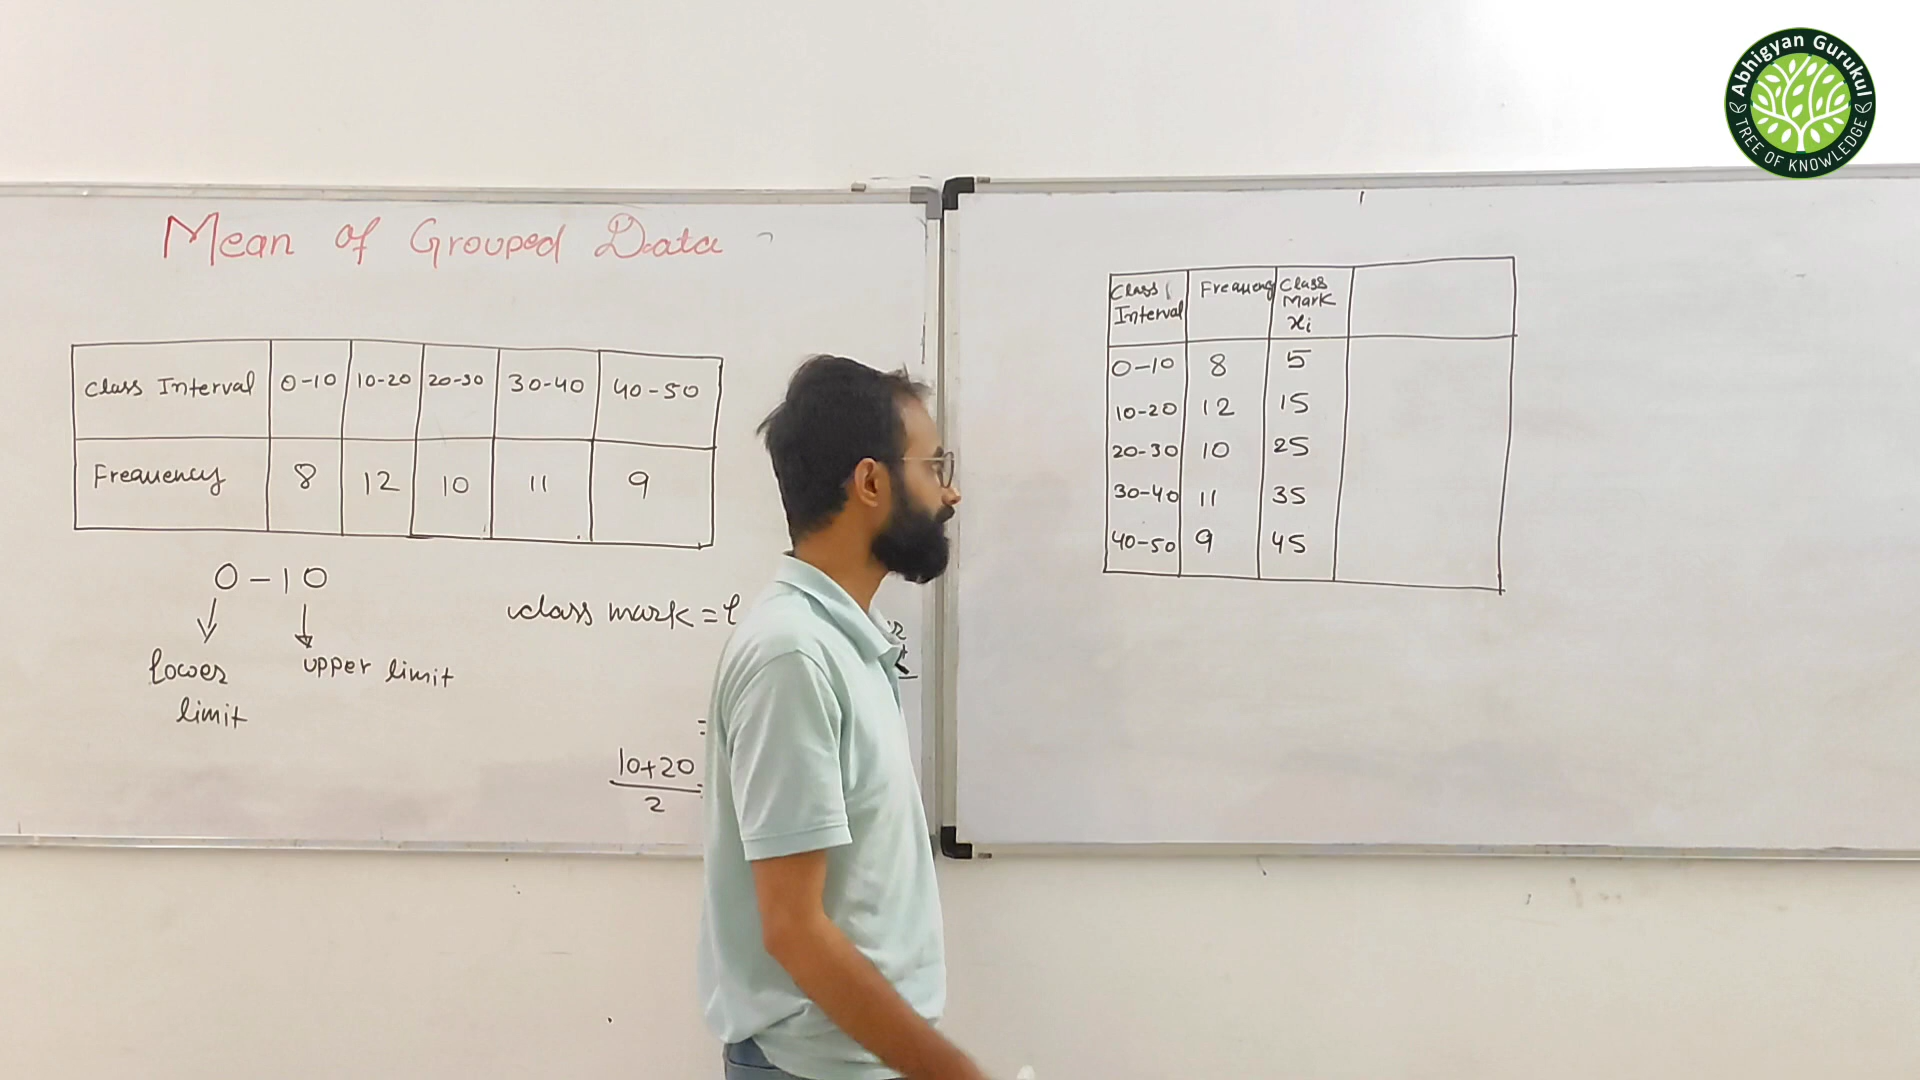 Abhigyan Gurukul
TREE OF KNOWLEDGE
Mean of Grouped Data
Class Interval 0-10 10-20 20-30 30-40 40-50
Frequency 8 12 10 11 9
0-10
lower limit
upper limit
class mark =
=
10+20
2
Class Interval Frequency Class Mark xi
0-10 8 5
10-20 12 15
20-30 10 25
30-40 11 35
40-50 9 45